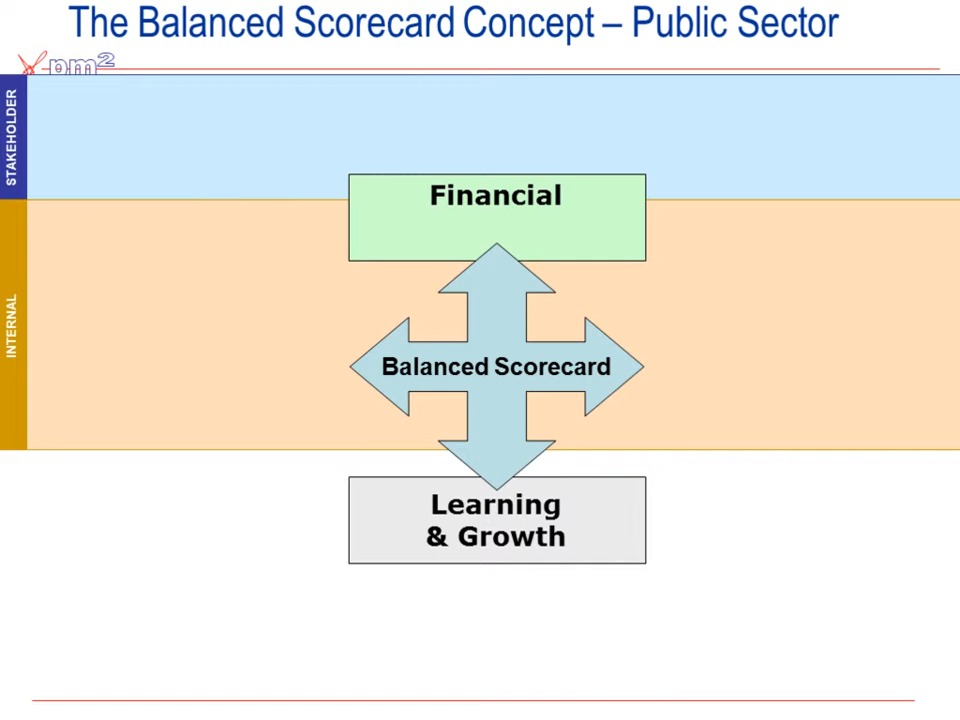 The Balanced Scorecard Concept – Public Sector
pm2
STAKEHOLDER
Financial
INTERNAL
Balanced Scorecard
Learning
& Growth